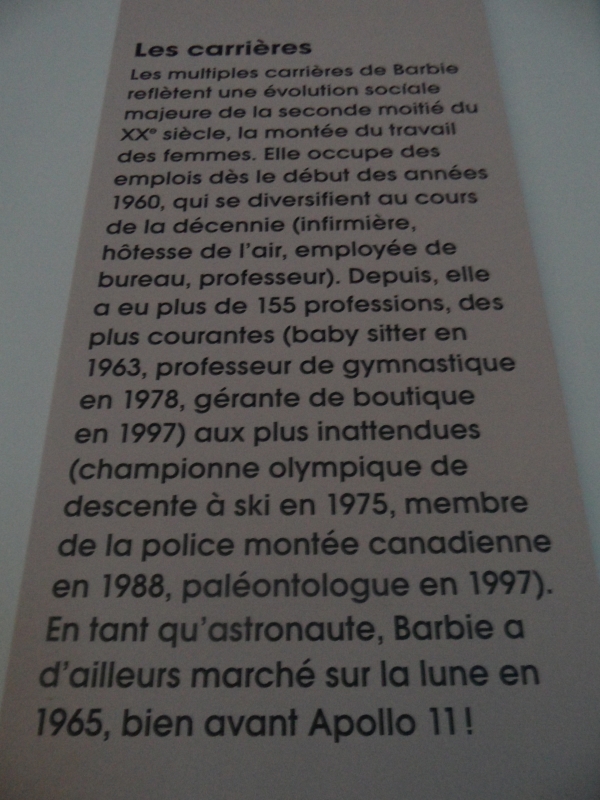 Les carrières
Les multiples carrières de Barbie
reflètent une évolution sociale
majeure de la seconde moitié du
XXe siècle, la montée du travail
des femmes. Elle occupe des
emplois dès le début des années
1960, qui se diversifient au cours
de la décennie (infirmière,
hôtesse de l'air, employée de
bureau, professeur). Depuis, elle
a eu plus de 155 professions, des
plus courantes (baby sitter en
1963, professeur de gymnastique
en 1978, gérante de boutique
en 1997) aux plus inattendues
(championne olympique de
descente à ski en 1975, membre
de la police montée canadienne
en 1988, paléontologue en 1997).
En tant qu'astronaute, Barbie a
d'ailleurs marché sur la lune en
1965, bien avant Apollo 11 !